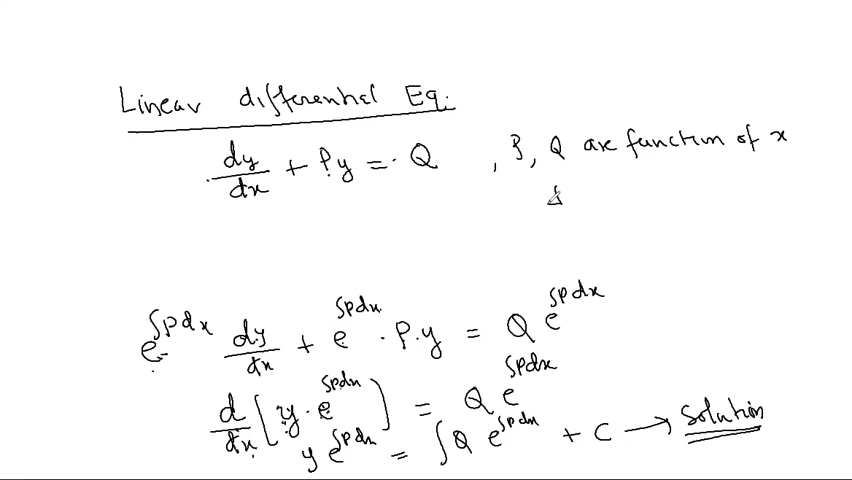 Linear differential Eq.
dy/dx + Py = Q , P, Q are function of x
e^∫pdx dy/dx + e^∫pdx · P·y = Q e^∫pdx
d/dx [y · e^∫pdx] = Q e^∫pdx
y e^∫pdx = ∫Q e^∫pdx + C → Solution